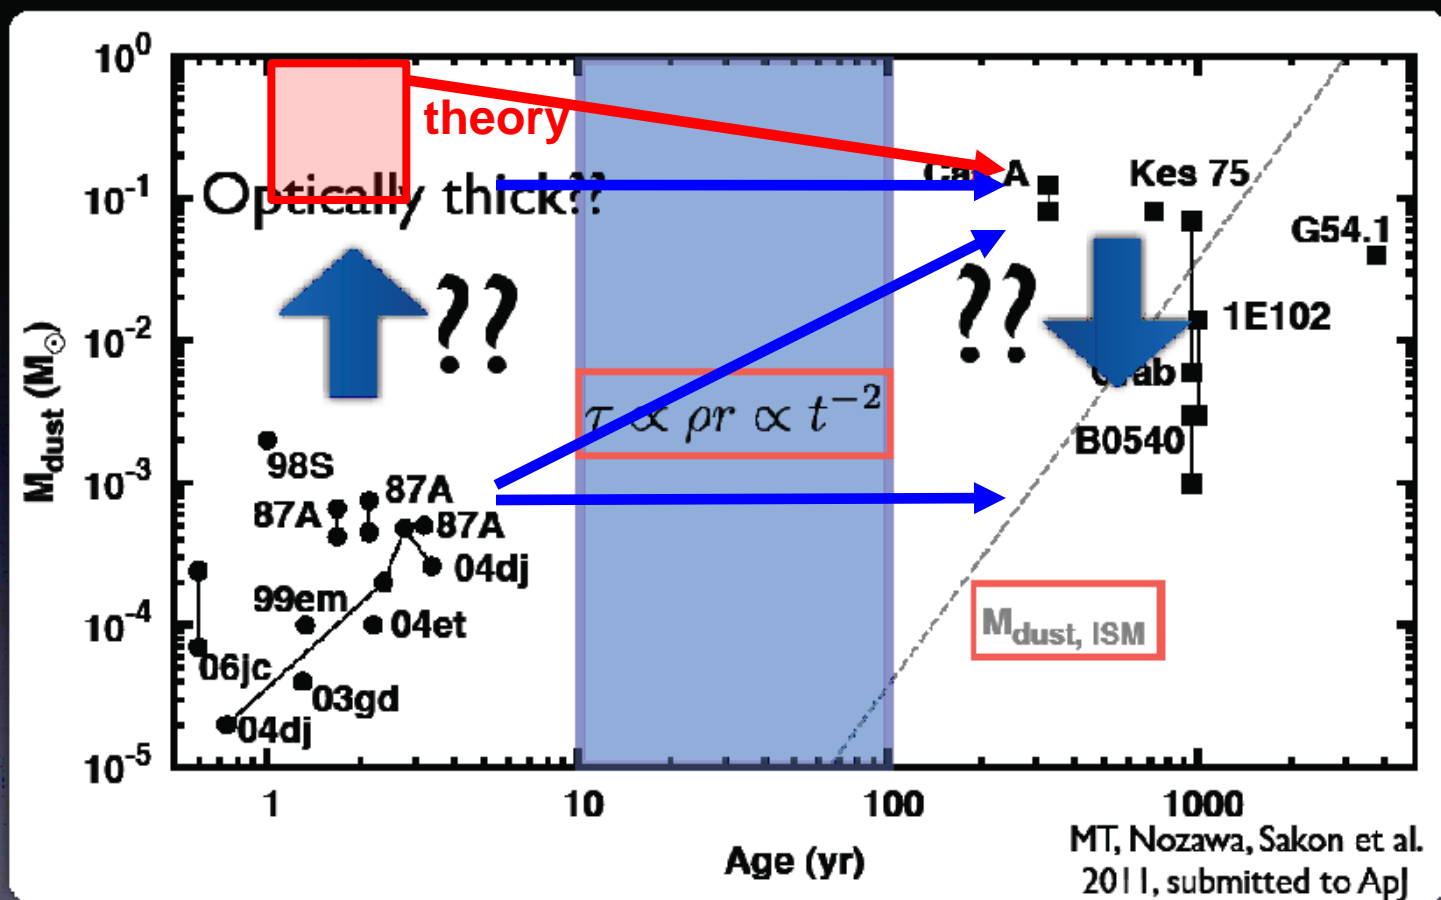 10^0
theory
Cas A
Kes 75
10^-1
Optically thick??
G54.1
??
??
1E102
10^-2
Crab
τ ∝ ρr ∝ t^-2
B0540
M_dust (M_⊙)
98S
10^-3
87A
87A
87A
04dj
99em
10^-4
04et
M_dust, ISM
06jc
03gd
04dj
10^-5
1
10
100
1000
Age (yr)
MT, Nozawa, Sakon et al.
2011, submitted to ApJ